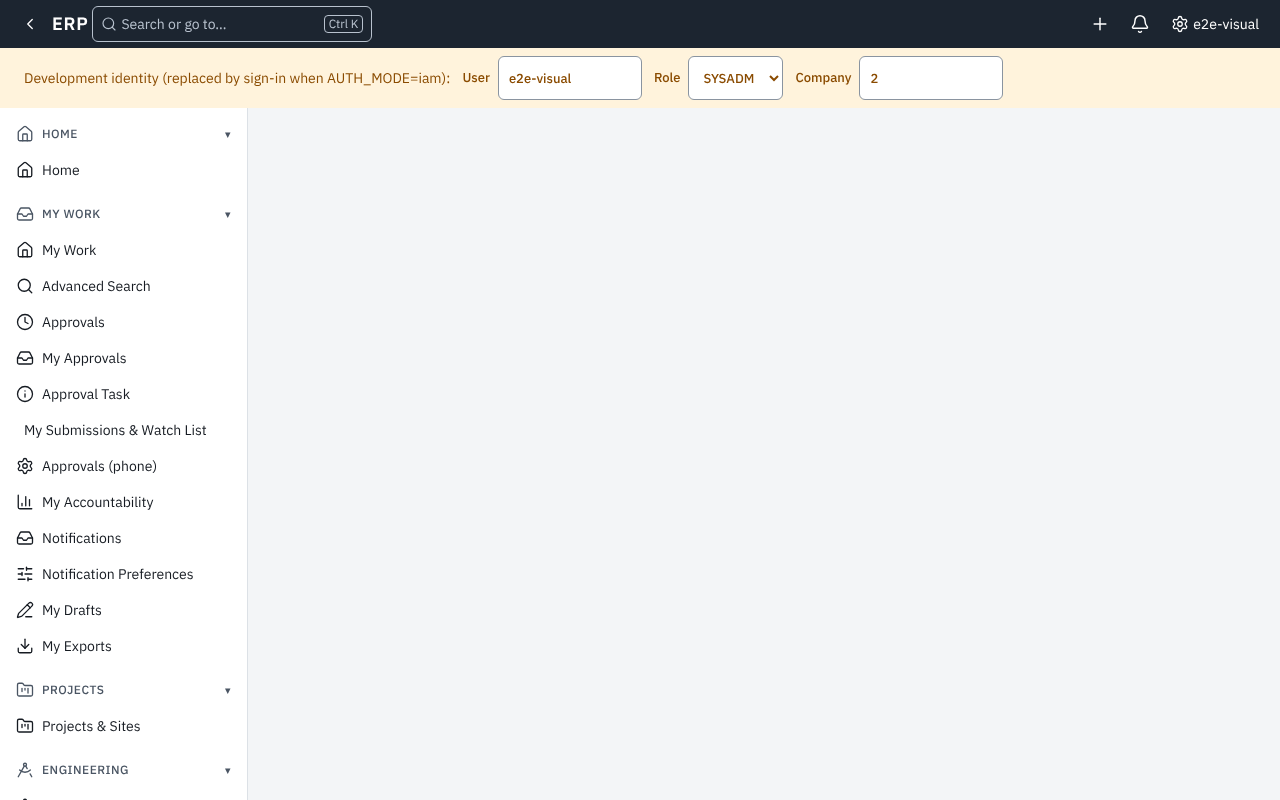 ERP Search or go to... Ctrl K e2e-visual
Development identity (replaced by sign-in when AUTH_MODE=iam): User e2e-visual Role SYSADM Company 2
HOME
Home
MY WORK
My Work
Advanced Search
Approvals
My Approvals
Approval Task
My Submissions & Watch List
Approvals (phone)
My Accountability
Notifications
Notification Preferences
My Drafts
My Exports
PROJECTS
Projects & Sites
ENGINEERING